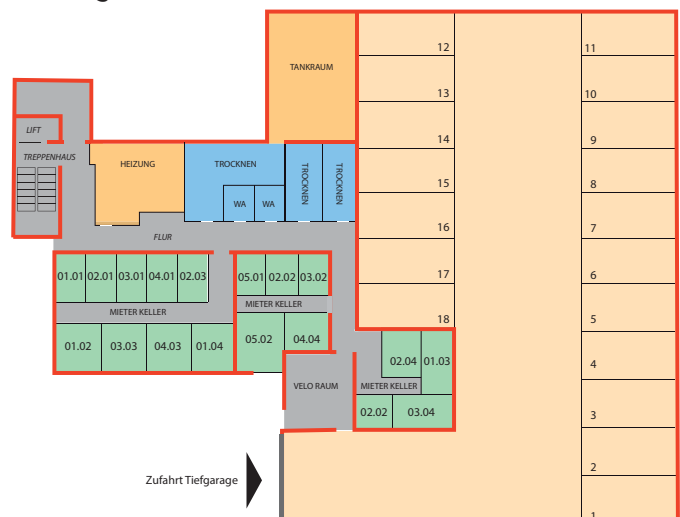 12
11
TANKRAUM
13
10
LIFT
14
9
TREPPENHAUS
HEIZUNG
TROCKNEN
TROCKNEN
TROCKNEN
15
8
WA
WA
16
7
FLUR
01.01 02.01 03.01 04.01 02.03
05.01 02.02 03.02
17
6
MIETER KELLER
MIETER KELLER
18
5
01.02 03.03 04.03 01.04
05.02 04.04
02.04 01.03
4
VELO RAUM
MIETER KELLER
02.02 03.04
3
Zufahrt Tiefgarage
2
1